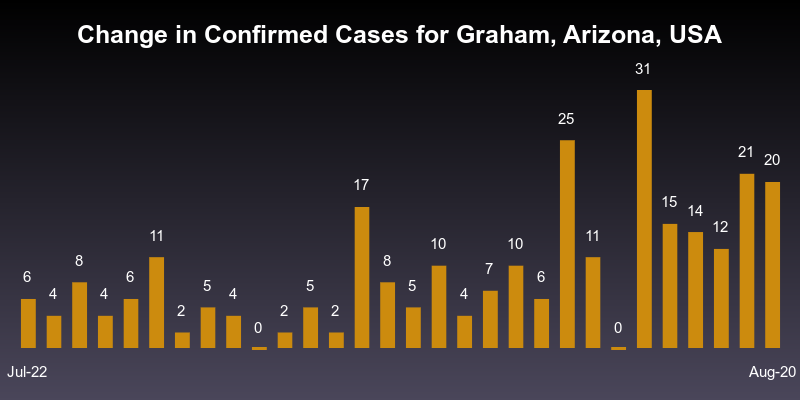 Change in Confirmed Cases for Graham, Arizona, USA
6 4 8 4 6 11 2 5 4 0 2 5 2 17 8 5 10 4 7 10 6 25 11 0 31 15 14 12 21 20
Jul-22 Aug-20